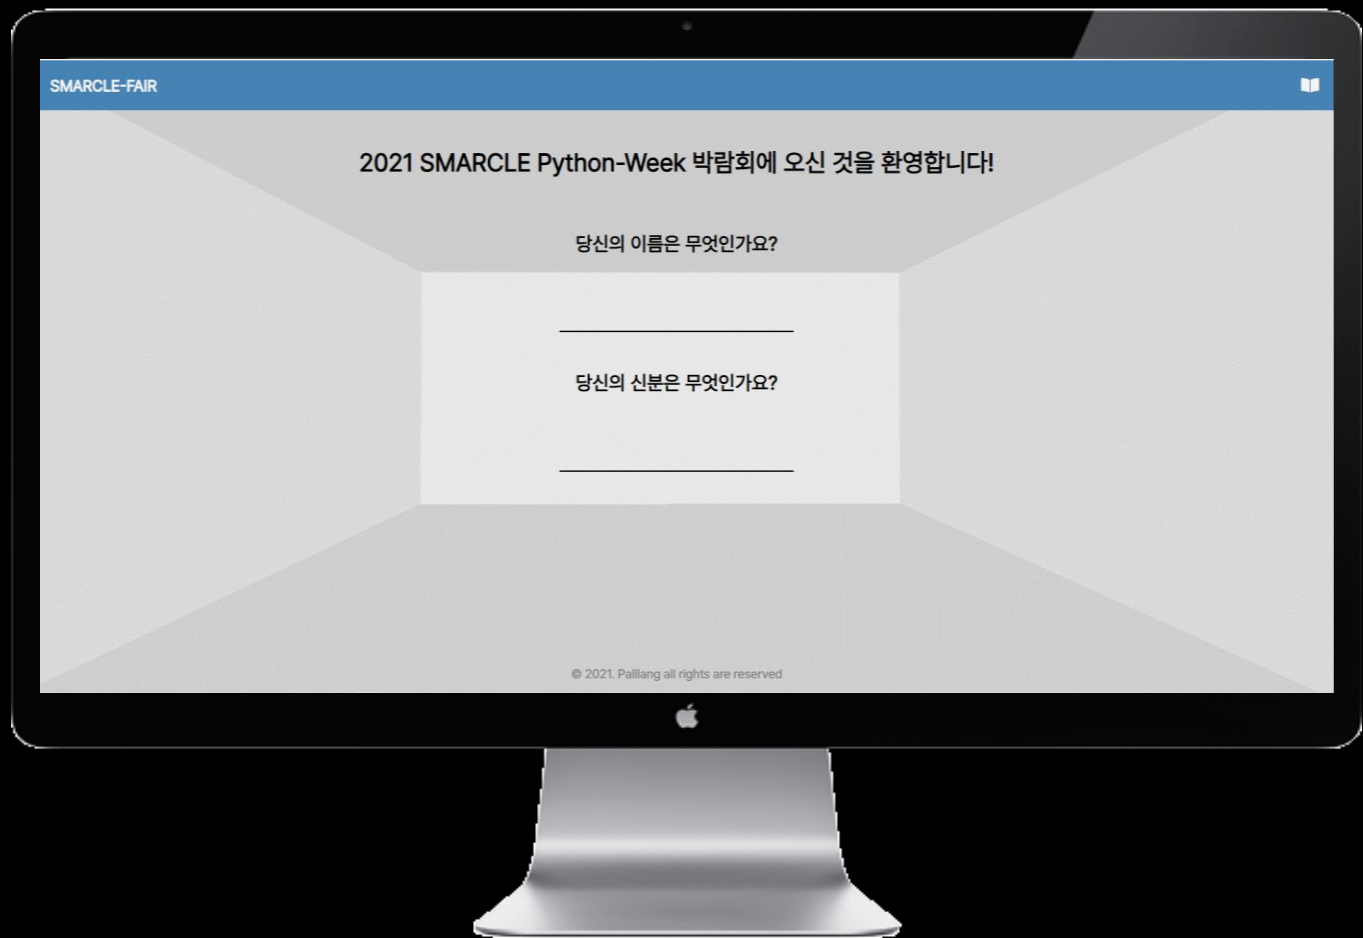 SMARCLE-FAIR
2021 SMARCLE Python-Week 박람회에 오신 것을 환영합니다!
당신의 이름은 무엇인가요?
당신의 신분은 무엇인가요?
© 2021. Palllang all rights are reserved